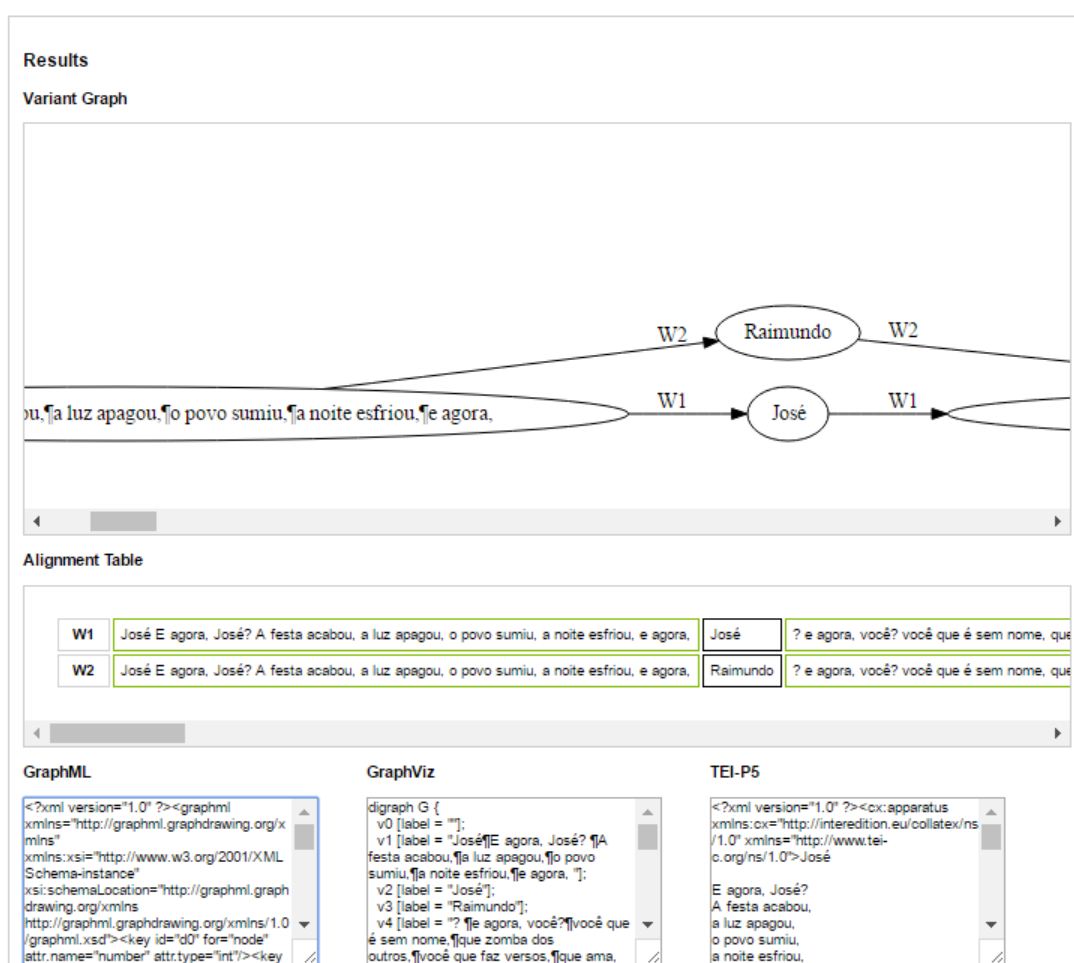 Results
Variant Graph
W2 Raimundo W2
ou,¶a luz apagou,¶o povo sumiu,¶a noite esfriou,¶e agora, W1 José W1
Alignment Table
W1 José E agora, José? A festa acabou, a luz apagou, o povo sumiu, a noite esfriou, e agora, José ? e agora, você? você que é sem nome, que
W2 José E agora, José? A festa acabou, a luz apagou, o povo sumiu, a noite esfriou, e agora, Raimundo ? e agora, você? você que é sem nome, que
GraphML
<?xml version="1.0" ?><graphml
xmlns="http://graphml.graphdrawing.org/x
mlns"
xmlns:xsi="http://www.w3.org/2001/XML
Schema-instance"
xsi:schemaLocation="http://graphml.graph
drawing.org/xmlns
http://graphml.graphdrawing.org/xmlns/1.0
/graphml.xsd"><key id="d0" for="node"
attr.name="number" attr.type="int"/><key
GraphViz
digraph G {
v0 [label = ""];
v1 [label = "José¶E agora, José? ¶A
festa acabou,¶a luz apagou,¶o povo
sumiu,¶a noite esfriou,¶e agora, "];
v2 [label = "José"];
v3 [label = "Raimundo"];
v4 [label = "? ¶e agora, você?¶você que
é sem nome,¶que zomba dos
outros,¶você que faz versos,¶que ama,
TEI-P5
<?xml version="1.0" ?><cx:apparatus
xmlns:cx="http://interedition.eu/collatex/ns
/1.0" xmlns="http://www.tei-
c.org/ns/1.0">José
E agora, José?
A festa acabou,
a luz apagou,
o povo sumiu,
a noite esfriou,